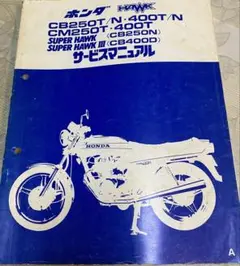 ホンダ HAWK
CB250T/N・400T/N
CM250T・400T
SUPER HAWK (CB250N)
SUPER HAWK III (CB400D)
サービスマニュアル
HONDA
A